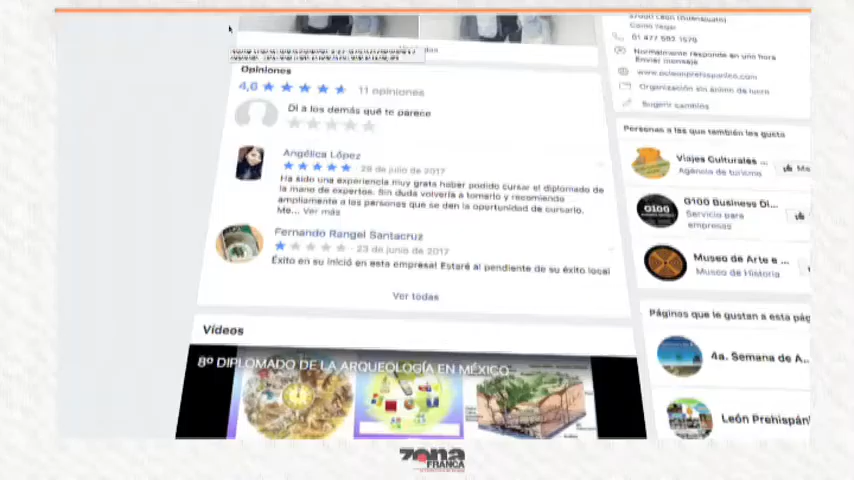 Opiniones
4,6 11 opiniones
Di a los demás qué te parece
Angélica López
28 de julio de 2017
Ha sido una experiencia muy grata haber podido cursar el diplomado de
la mano de expertos. Sin duda volvería a tomarlo y recomiendo
ampliamente a las personas que se den la oportunidad de cursarlo.
Me... Ver más
Fernando Rangel Santacruz
23 de junio de 2017
Éxito en su inició en esta empresa! Estaré al pendiente de su éxito local
Ver todas
Vídeos
8º DIPLOMADO DE LA ARQUEOLOGÍA EN MÉXICO
Normalmente responde en una hora
Enviar mensaje
Organización sin ánimo de lucro
Sugerir cambios
Personas a las que también les gusta
Viajes Culturales ...
Agencia de turismo
G100 Business Di...
Servicio para
empresas
G100
Museo de Arte e ...
Museo de Historia
Páginas que le gustan a esta pág
4a. Semana de A...
León Prehispán
ZONA
FRANCA